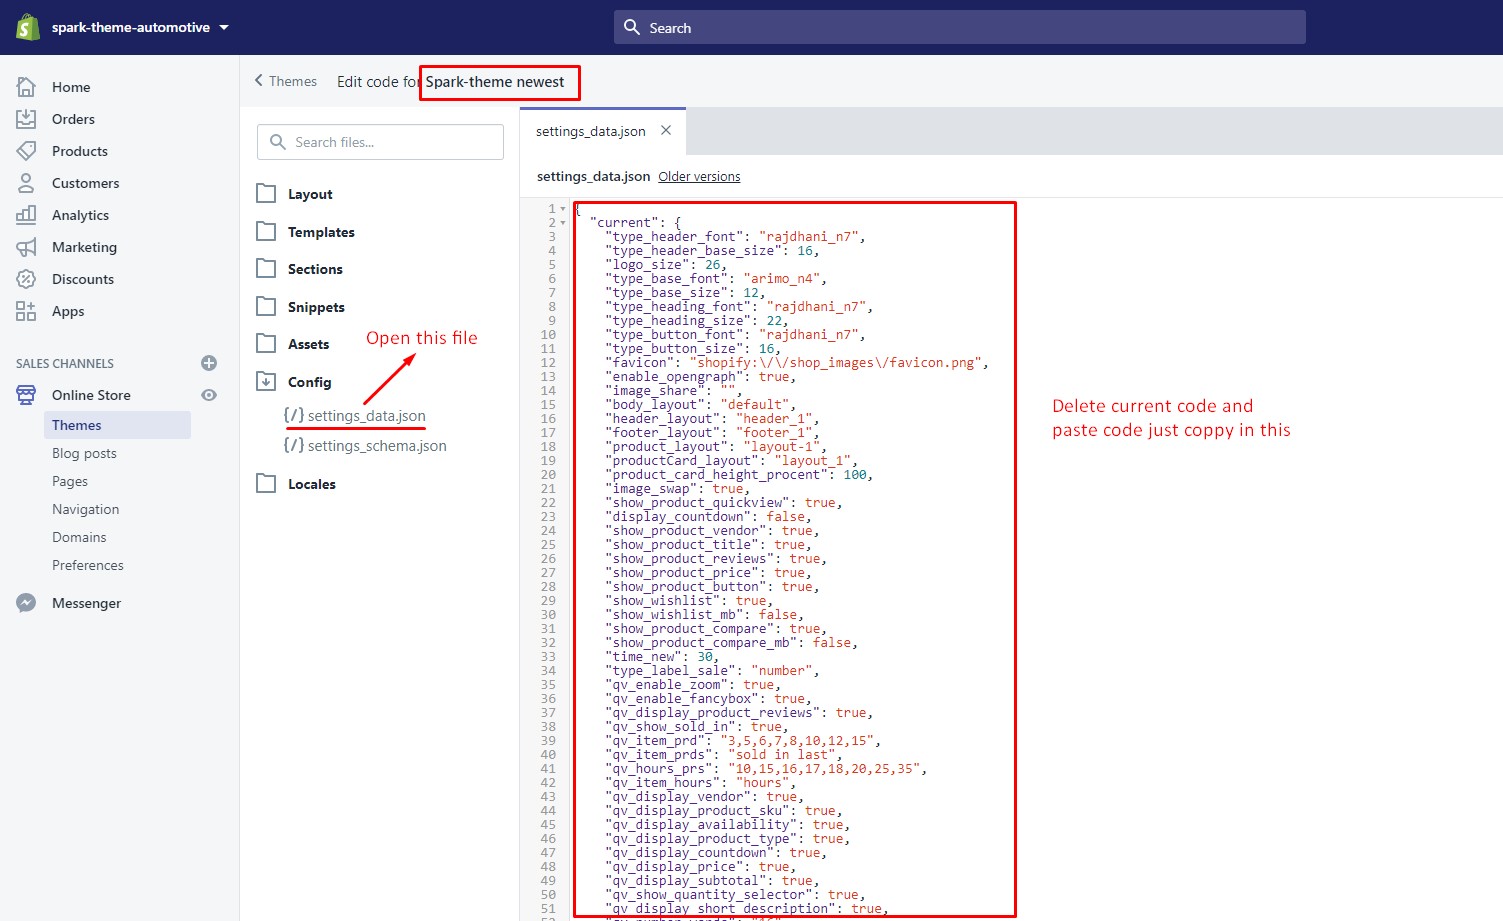 spark-theme-automotive
Search
Home
Orders
Products
Customers
Analytics
Marketing
Discounts
Apps
SALES CHANNELS
Online Store
Themes
Blog posts
Pages
Navigation
Domains
Preferences
Messenger
Themes Edit code for Spark-theme newest
Search files...
Layout
Templates
Sections
Snippets
Assets
Open this file
Config
{/} settings_data.json
{/} settings_schema.json
Locales
settings_data.json ×
settings_data.json Older versions
1 {
2 "current": {
3 "type_header_font": "rajdhani_n7",
4 "type_header_base_size": 16,
5 "logo_size": 26,
6 "type_base_font": "arimo_n4",
7 "type_base_size": 12,
8 "type_heading_font": "rajdhani_n7",
9 "type_heading_size": 22,
10 "type_button_font": "rajdhani_n7",
11 "type_button_size": 16,
12 "favicon": "shopify:\/\/shop_images\/favicon.png",
13 "enable_opengraph": true,
14 "image_share": "",
15 "body_layout": "default",
16 "header_layout": "header_1",
17 "footer_layout": "footer_1",
18 "product_layout": "layout-1",
19 "productCard_layout": "layout_1",
20 "product_card_height_procent": 100,
21 "image_swap": true,
22 "show_product_quickview": true,
23 "display_countdown": false,
24 "show_product_vendor": true,
25 "show_product_title": true,
26 "show_product_reviews": true,
27 "show_product_price": true,
28 "show_product_button": true,
29 "show_wishlist": true,
30 "show_wishlist_mb": false,
31 "show_product_compare": true,
32 "show_product_compare_mb": false,
33 "time_new": 30,
34 "type_label_sale": "number",
35 "qv_enable_zoom": true,
36 "qv_enable_fancybox": true,
37 "qv_display_product_reviews": true,
38 "qv_show_sold_in": true,
39 "qv_item_prd": "3,5,6,7,8,10,12,15",
40 "qv_item_prds": "sold in last",
41 "qv_hours_prs": "10,15,16,17,18,20,25,35",
42 "qv_item_hours": "hours",
43 "qv_display_vendor": true,
44 "qv_display_product_sku": true,
45 "qv_display_availability": true,
46 "qv_display_product_type": true,
47 "qv_display_countdown": true,
48 "qv_display_price": true,
49 "qv_display_subtotal": true,
50 "qv_show_quantity_selector": true,
51 "qv_display_short_description": true,
Delete current code and
paste code just coppy in this